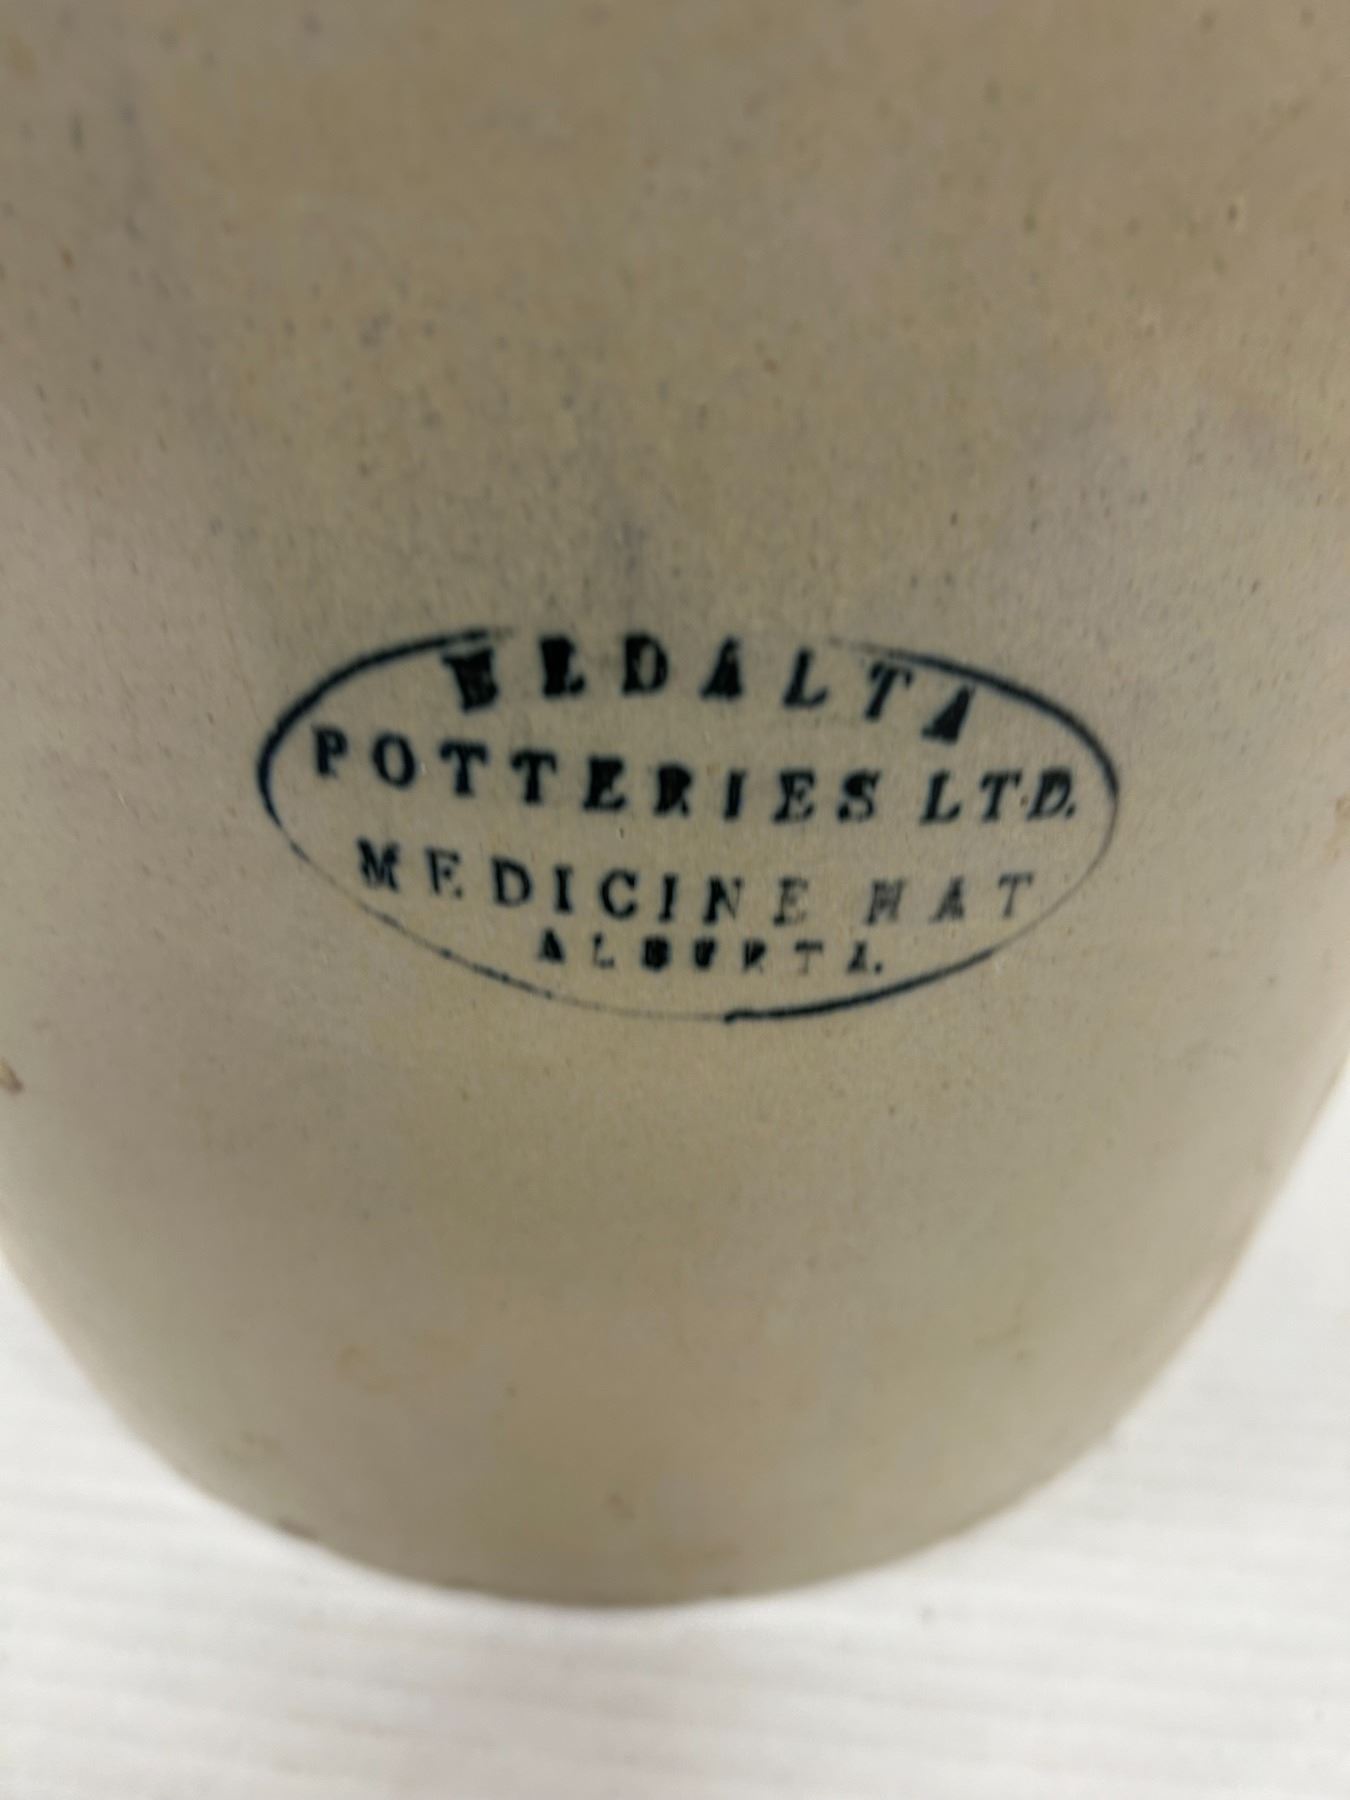 MEDALTA
POTTERIES LTD.
MEDICINE HAT
ALBERTA.